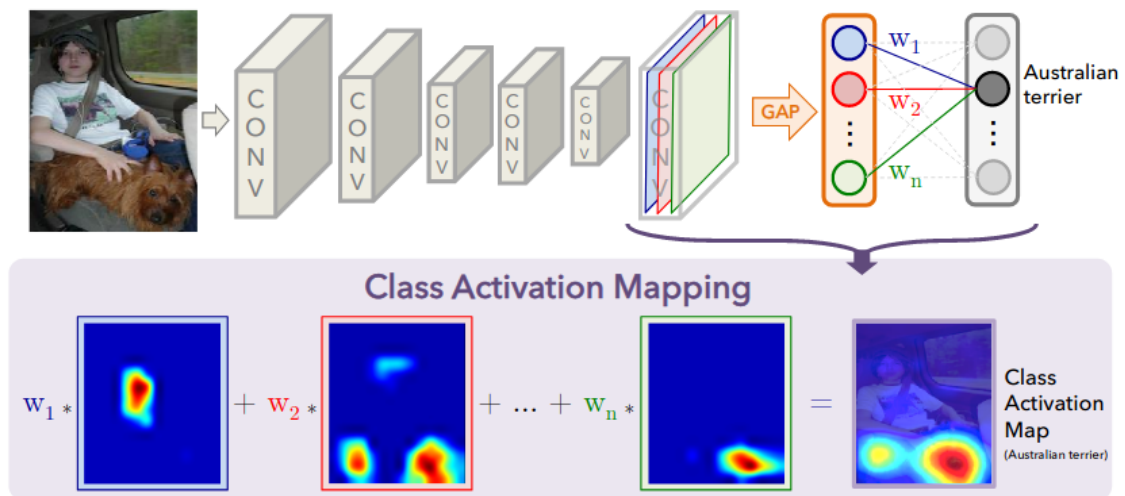 CONV
CONV
CONV
CONV
CONV
CONV
GAP
w1
w2
⋮
wn
⋮
Australian
terrier
Class Activation Mapping
w1 * + w2 * + ... + wn * =
Class
Activation
Map
(Australian terrier)